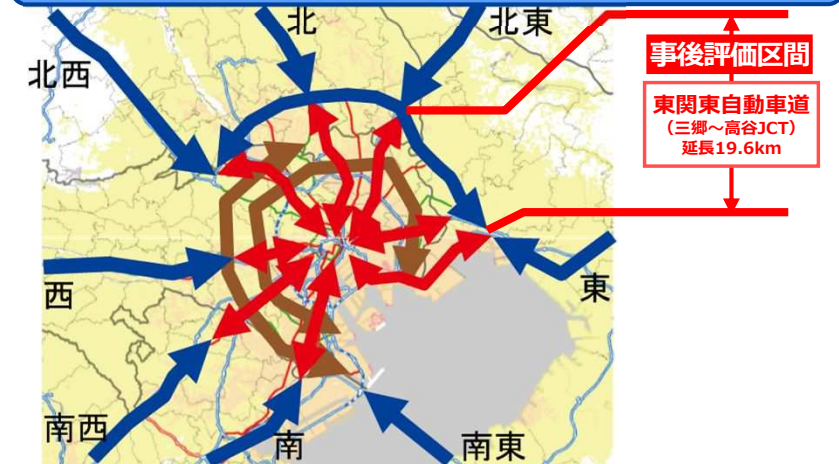 北
北東
北西
事後評価区間
東関東自動車道
（三郷～高谷JCT）
延長19.6km
西
東
南西
南
南東